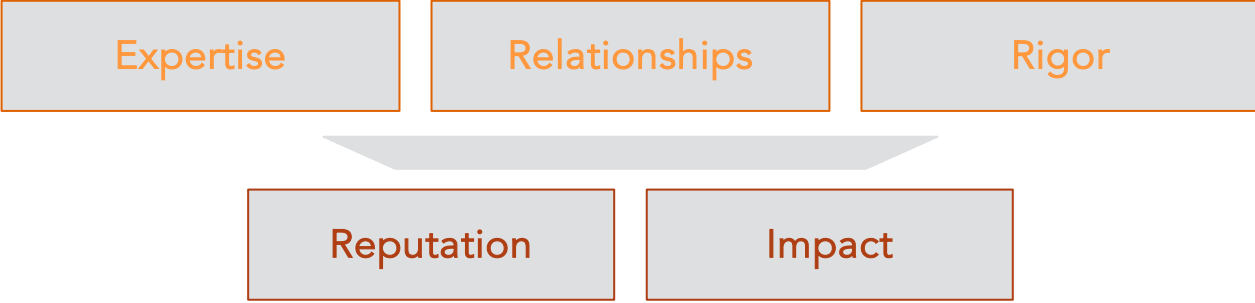 Expertise
Relationships
Rigor
Reputation
Impact